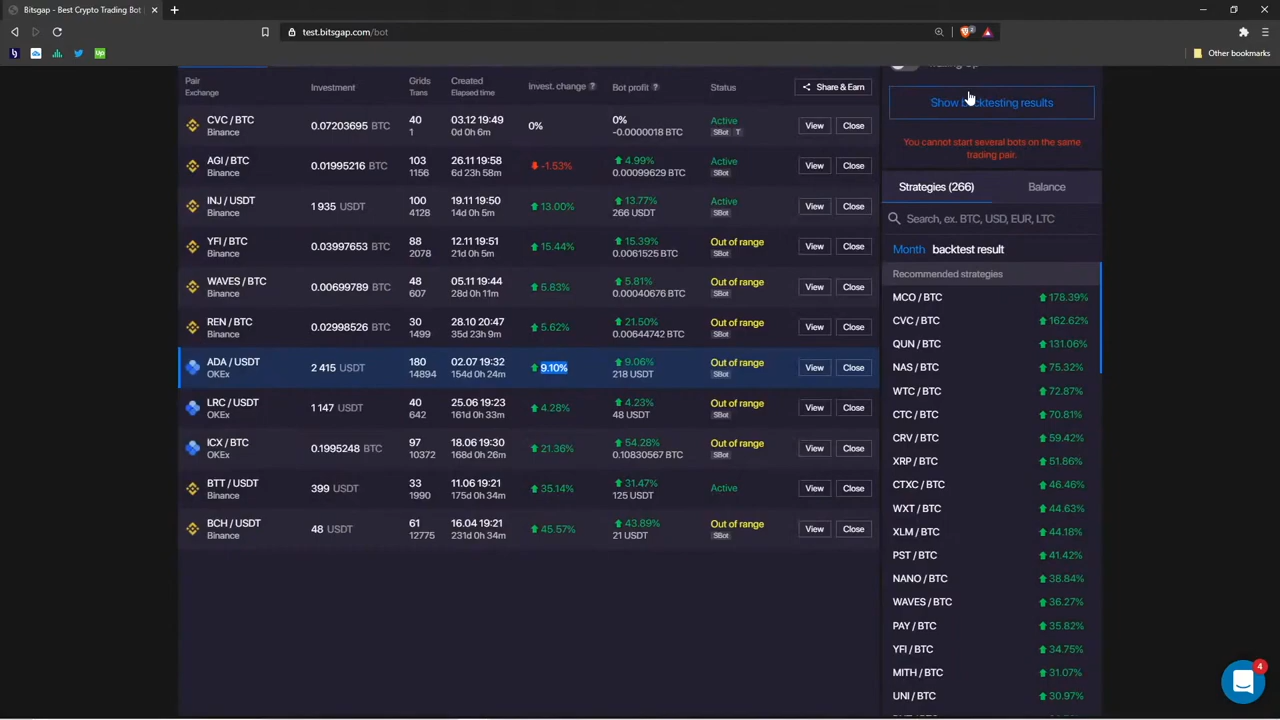 Bitsgap - Best Crypto Trading Bot
test.bitsgap.com/bot
Other bookmarks
Pair
Exchange
Investment
Grids
Trans
Created
Elapsed time
Invest. change ?
Bot profit ?
Status
Share & Earn
CVC / BTC
Binance
0.07203695 BTC
40
1
03.12 19:49
0d 0h 6m
0%
0%
-0.0000018 BTC
Active
SBot T
View
Close
AGI / BTC
Binance
0.01995216 BTC
103
1156
26.11 19:58
6d 23h 58m
-1.53%
4.99%
0.00099629 BTC
Active
SBot
View
Close
INJ / USDT
Binance
1 935 USDT
100
4128
19.11 19:50
14d 0h 5m
13.00%
13.77%
266 USDT
Active
SBot
View
Close
YFI / BTC
Binance
0.03997653 BTC
88
2078
12.11 19:51
21d 0h 5m
15.44%
15.39%
0.0061525 BTC
Out of range
SBot
View
Close
WAVES / BTC
Binance
0.00699789 BTC
48
607
05.11 19:44
28d 0h 11m
5.83%
5.81%
0.00040676 BTC
Out of range
SBot
View
Close
REN / BTC
Binance
0.02998526 BTC
30
1499
28.10 20:47
35d 23h 9m
5.62%
21.50%
0.00644742 BTC
Out of range
SBot
View
Close
ADA / USDT
OKEx
2 415 USDT
180
14894
02.07 19:32
154d 0h 24m
9.10%
9.06%
218 USDT
Out of range
SBot
View
Close
LRC / USDT
OKEx
1 147 USDT
40
642
25.06 19:23
161d 0h 33m
4.28%
4.23%
48 USDT
Out of range
SBot
View
Close
ICX / BTC
OKEx
0.1995248 BTC
97
10372
18.06 19:30
168d 0h 26m
21.36%
54.28%
0.10830567 BTC
Out of range
SBot
View
Close
BTT / USDT
Binance
399 USDT
33
1990
11.06 19:21
175d 0h 34m
35.14%
31.47%
125 USDT
Active
View
Close
BCH / USDT
Binance
48 USDT
61
12775
16.04 19:21
231d 0h 34m
45.57%
43.89%
21 USDT
Out of range
SBot
View
Close
Show backtesting results
You cannot start several bots on the same
trading pair.
Strategies (266)
Balance
Search, ex. BTC, USD, EUR, LTC
Month backtest result
Recommended strategies
MCO / BTC 178.39%
CVC / BTC 162.62%
QUN / BTC 131.06%
NAS / BTC 75.32%
WTC / BTC 72.87%
CTC / BTC 70.81%
CRV / BTC 59.42%
XRP / BTC 51.86%
CTXC / BTC 46.46%
WXT / BTC 44.63%
XLM / BTC 44.18%
PST / BTC 41.42%
NANO / BTC 38.84%
WAVES / BTC 36.27%
PAY / BTC 35.82%
YFI / BTC 34.75%
MITH / BTC 31.07%
UNI / BTC 30.97%
4